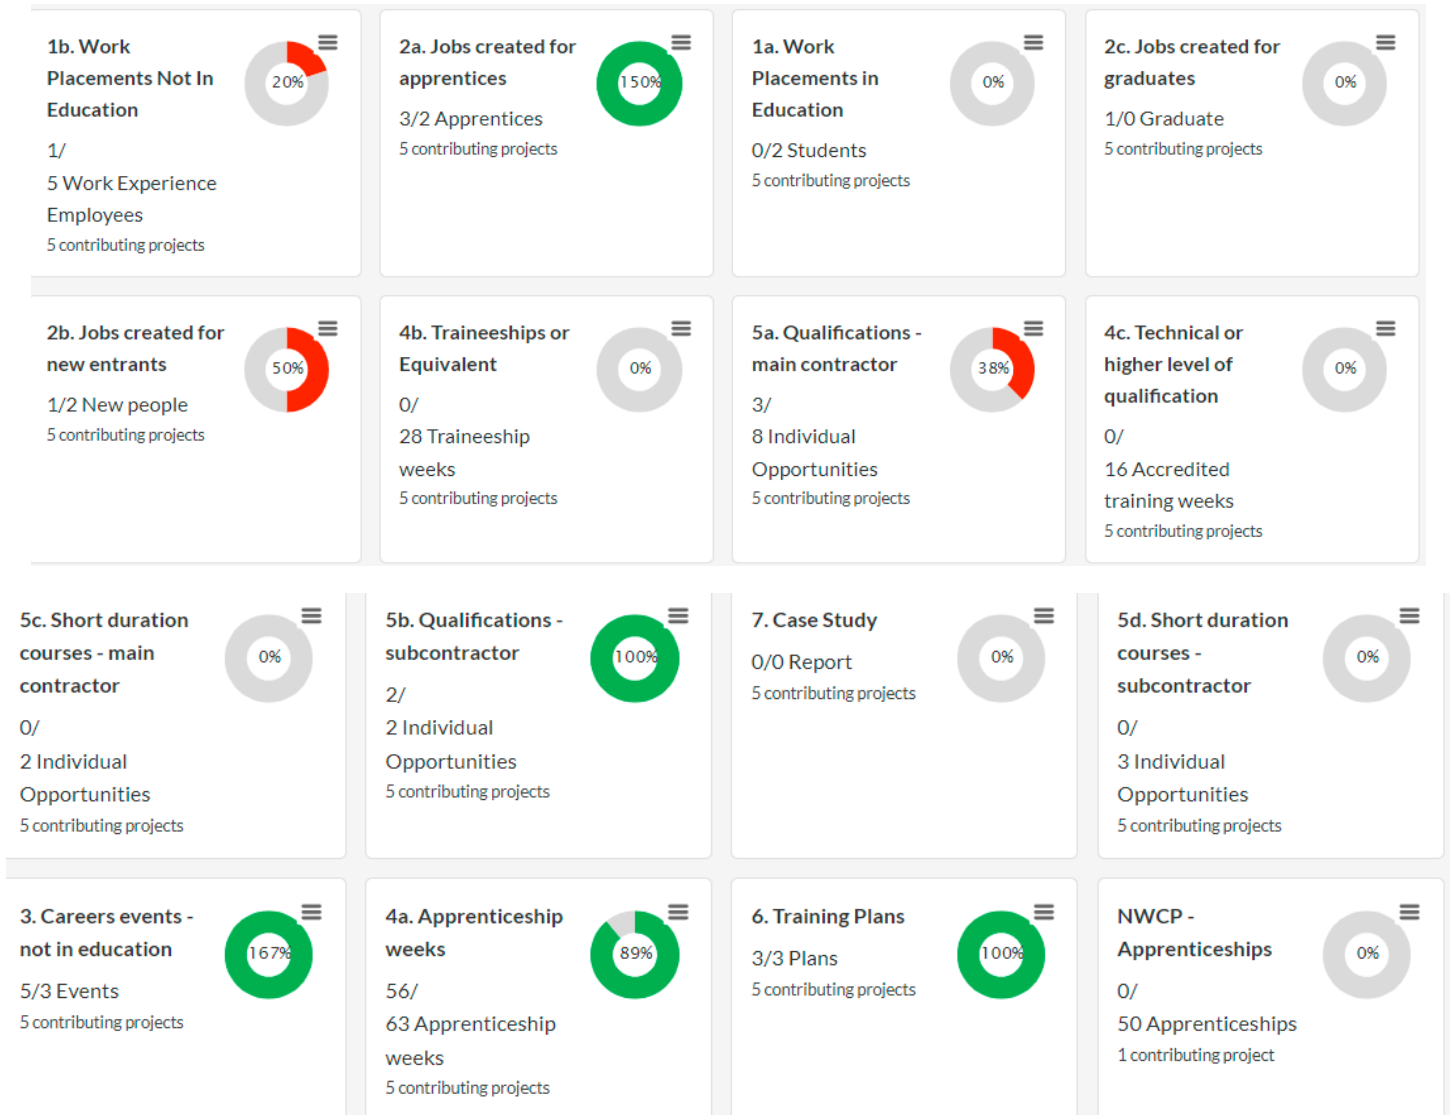 1b. Work
Placements Not In
Education
20%
1/
5 Work Experience
Employees
5 contributing projects
2a. Jobs created for
apprentices
150%
3/2 Apprentices
5 contributing projects
1a. Work
Placements in
Education
0%
0/2 Students
5 contributing projects
2c. Jobs created for
graduates
0%
1/0 Graduate
5 contributing projects
2b. Jobs created for
new entrants
50%
1/2 New people
5 contributing projects
4b. Traineeships or
Equivalent
0%
0/
28 Traineeship
weeks
5 contributing projects
5a. Qualifications -
main contractor
38%
3/
8 Individual
Opportunities
5 contributing projects
4c. Technical or
higher level of
qualification
0%
0/
16 Accredited
training weeks
5 contributing projects
5c. Short duration
courses - main
contractor
0%
0/
2 Individual
Opportunities
5 contributing projects
5b. Qualifications -
subcontractor
100%
2/
2 Individual
Opportunities
5 contributing projects
7. Case Study
0%
0/0 Report
5 contributing projects
5d. Short duration
courses -
subcontractor
0%
0/
3 Individual
Opportunities
5 contributing projects
3. Careers events -
not in education
167%
5/3 Events
5 contributing projects
4a. Apprenticeship
weeks
89%
56/
63 Apprenticeship
weeks
5 contributing projects
6. Training Plans
100%
3/3 Plans
5 contributing projects
NWCP -
Apprenticeships
0%
0/
50 Apprenticeships
1 contributing project